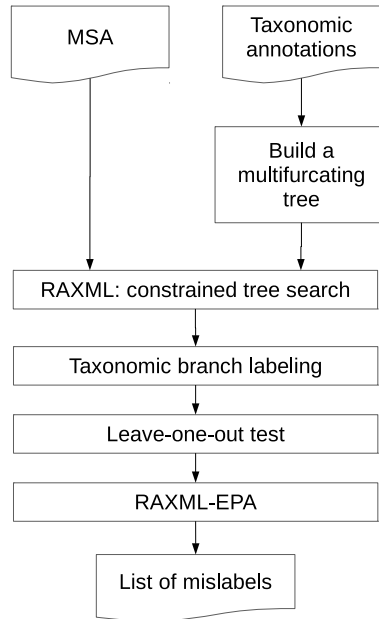 MSA
Taxonomic
annotations
Build a
multifurcating
tree
RAXML: constrained tree search
Taxonomic branch labeling
Leave-one-out test
RAXML-EPA
List of mislabels